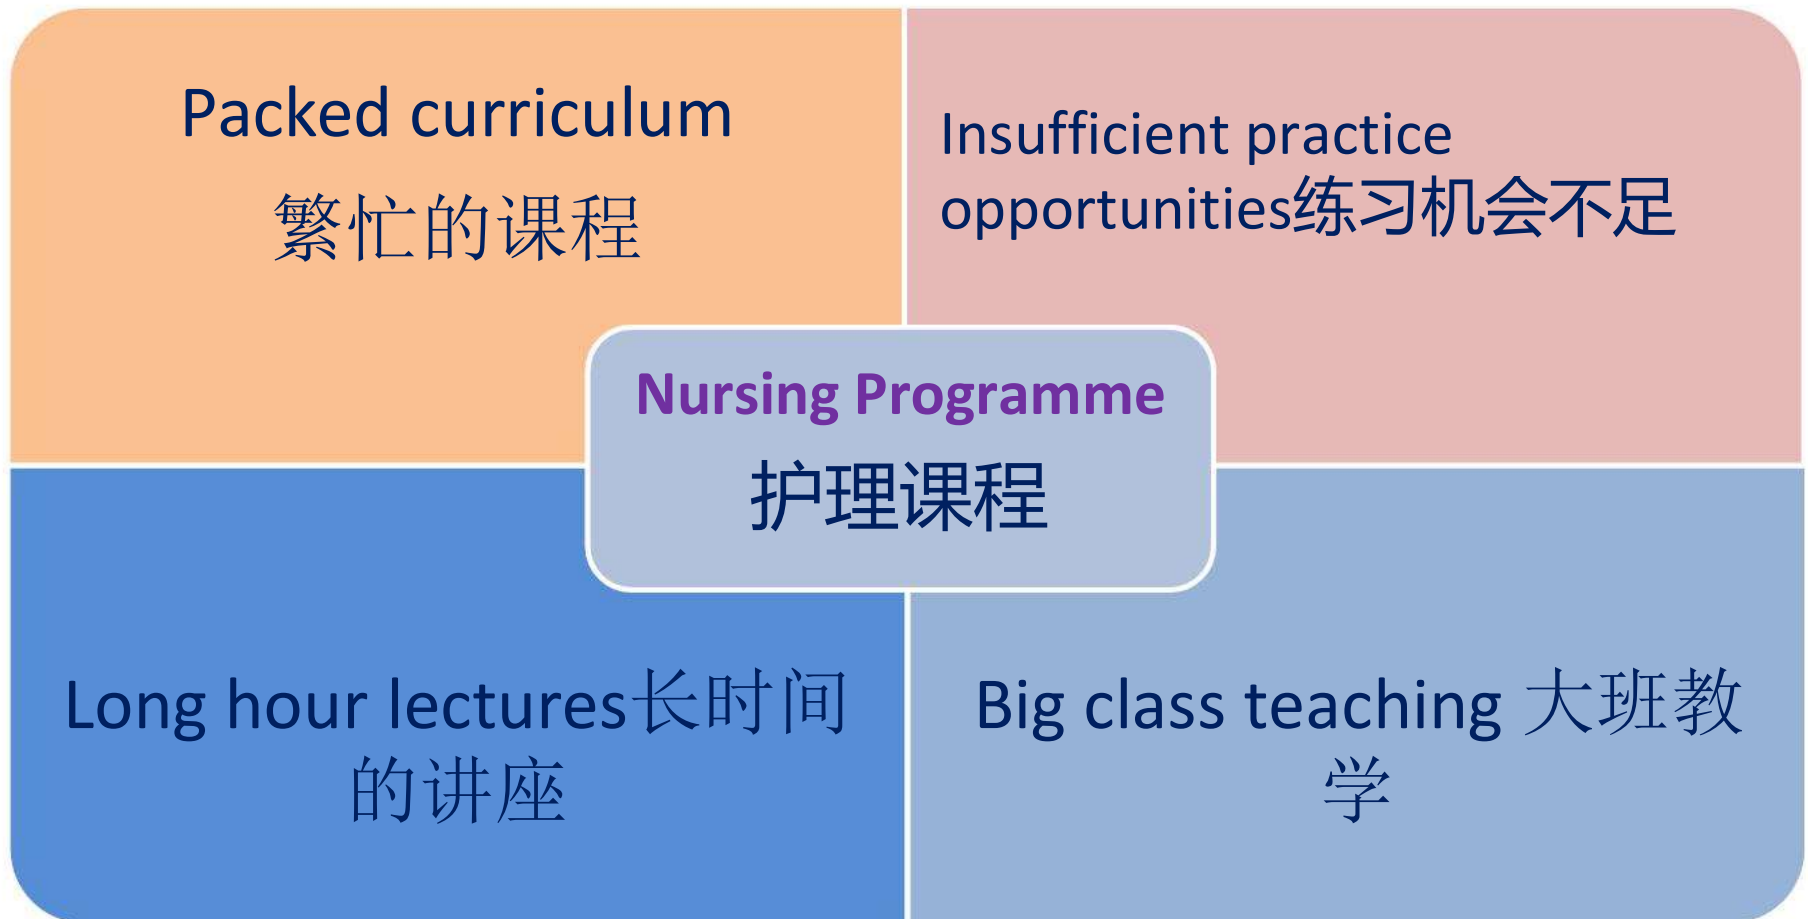 Packed curriculum
繁忙的课程
Insufficient practice
opportunities练习机会不足
Nursing Programme
护理课程
Long hour lectures长时间
的讲座
Big class teaching 大班教
学